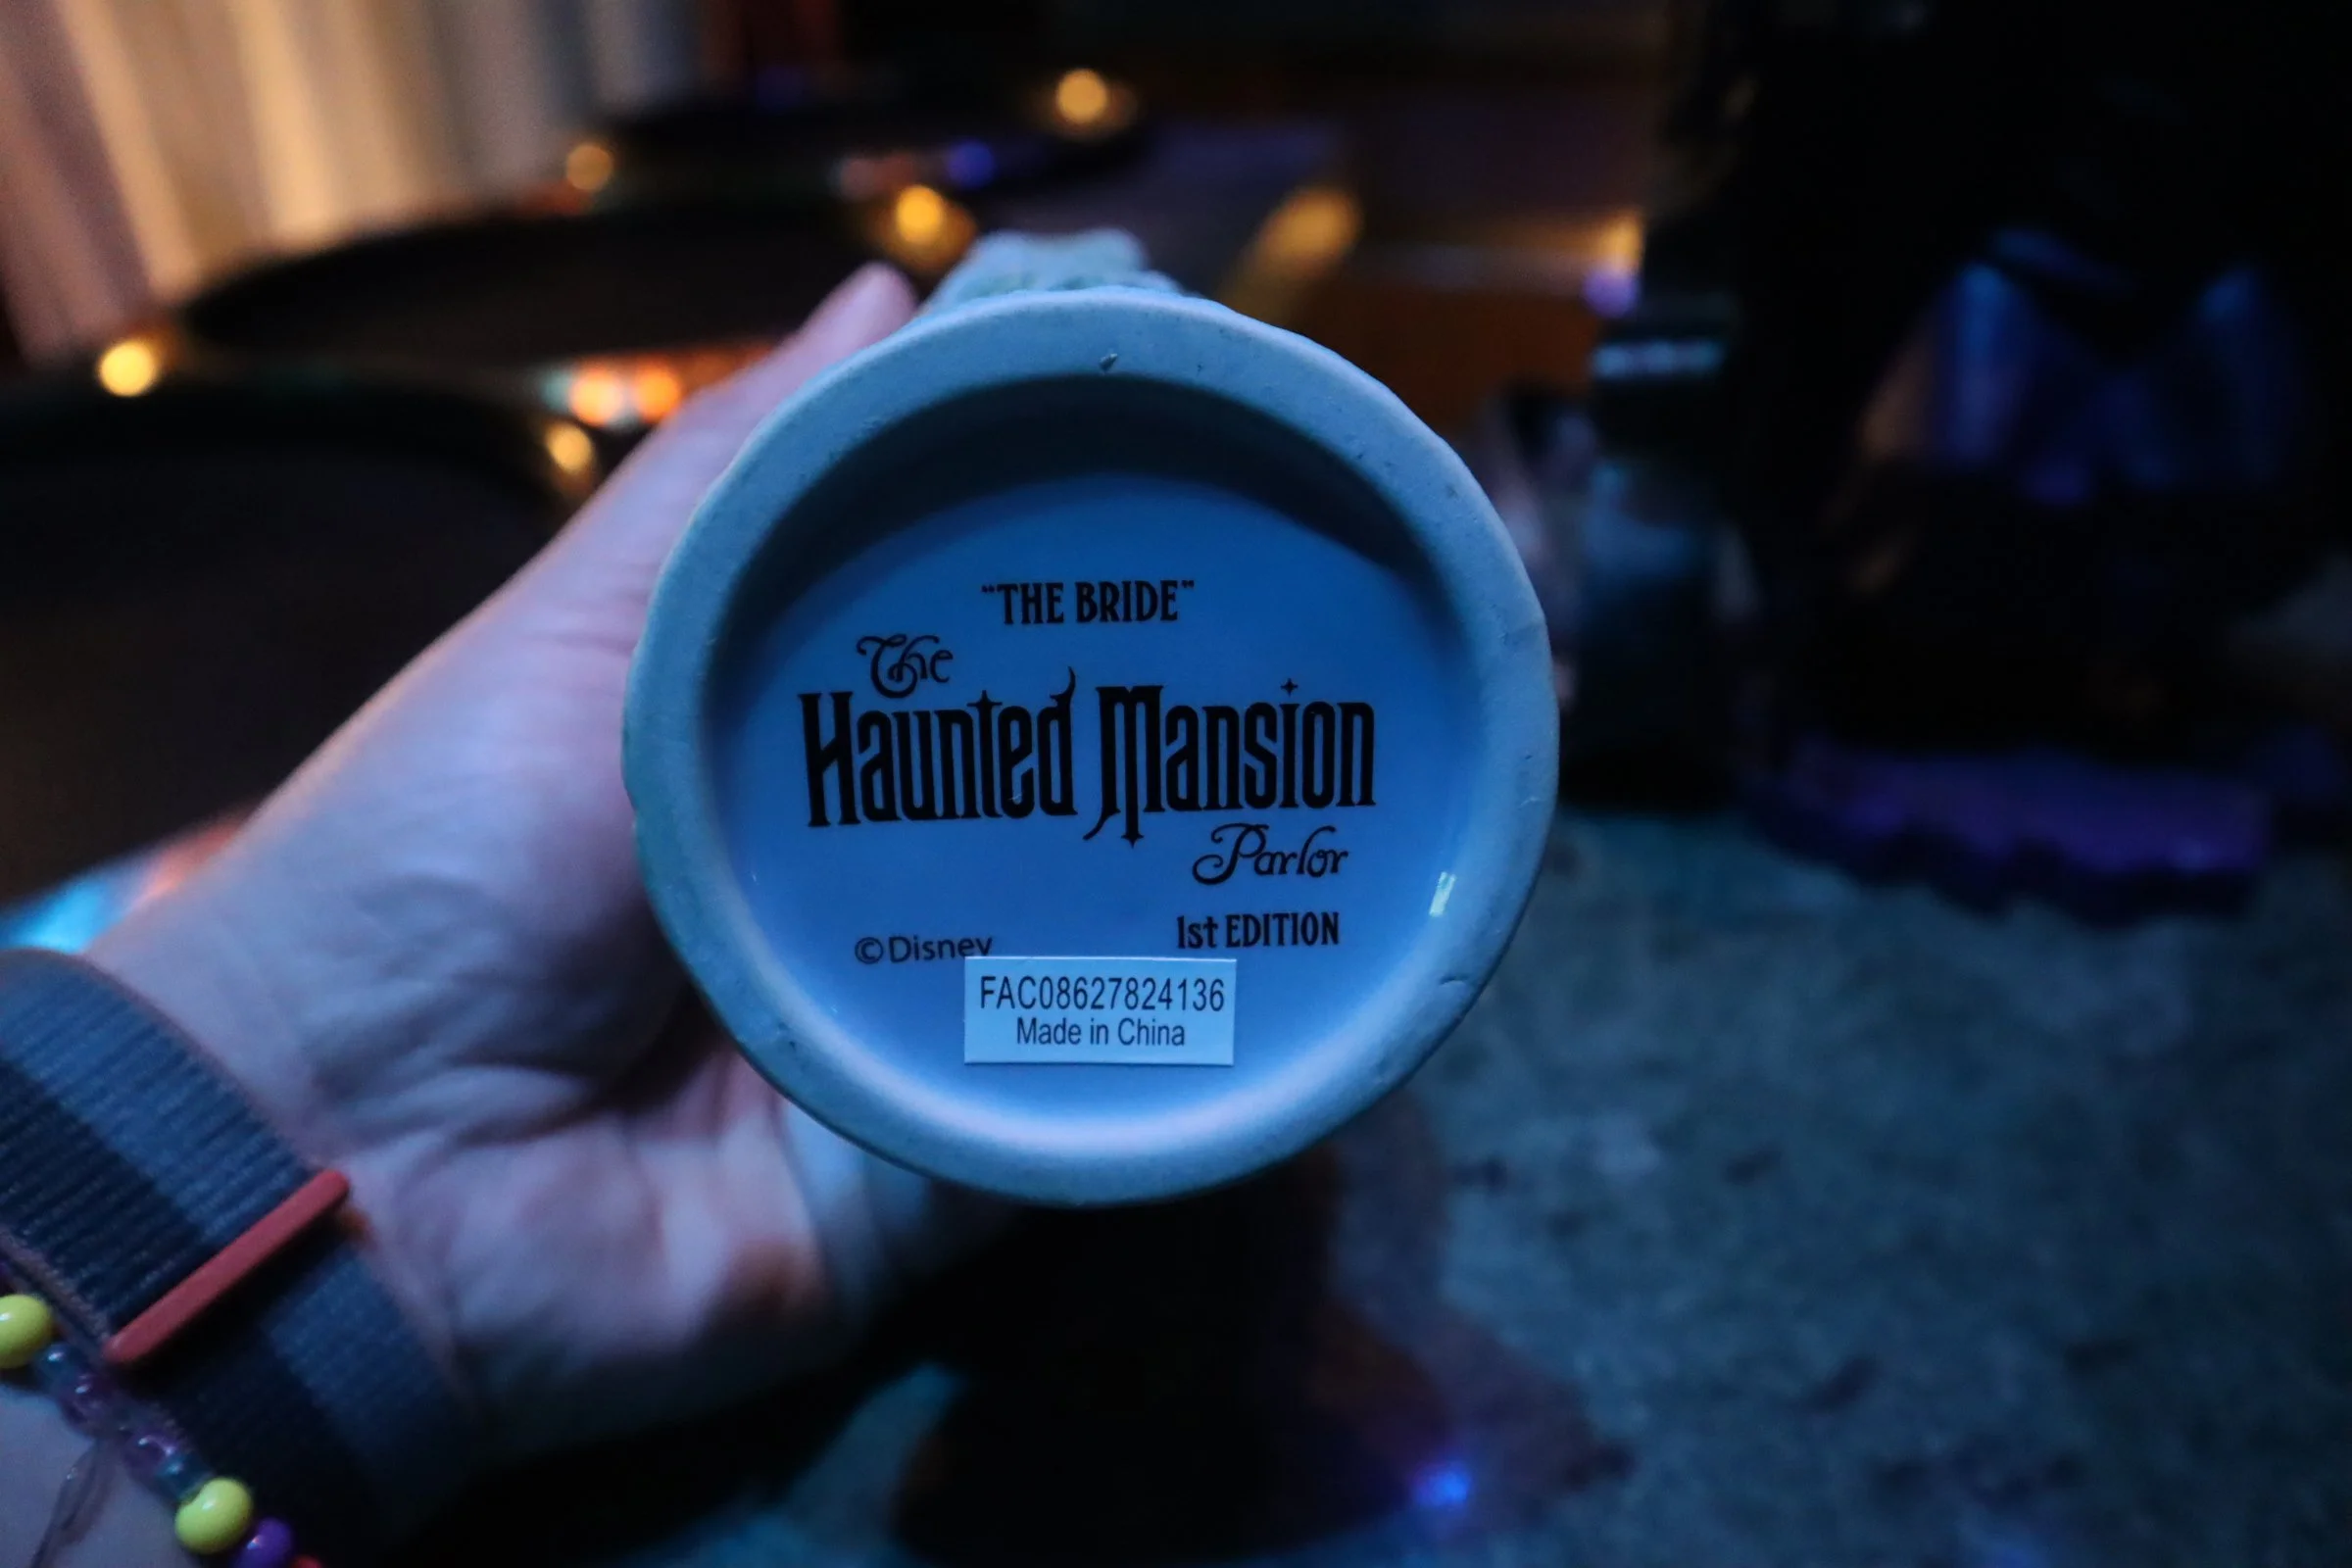 “THE BRIDE”
The
Haunted Mansion
Parlor
1st EDITION
©Disney
FAC08627824136
Made in China